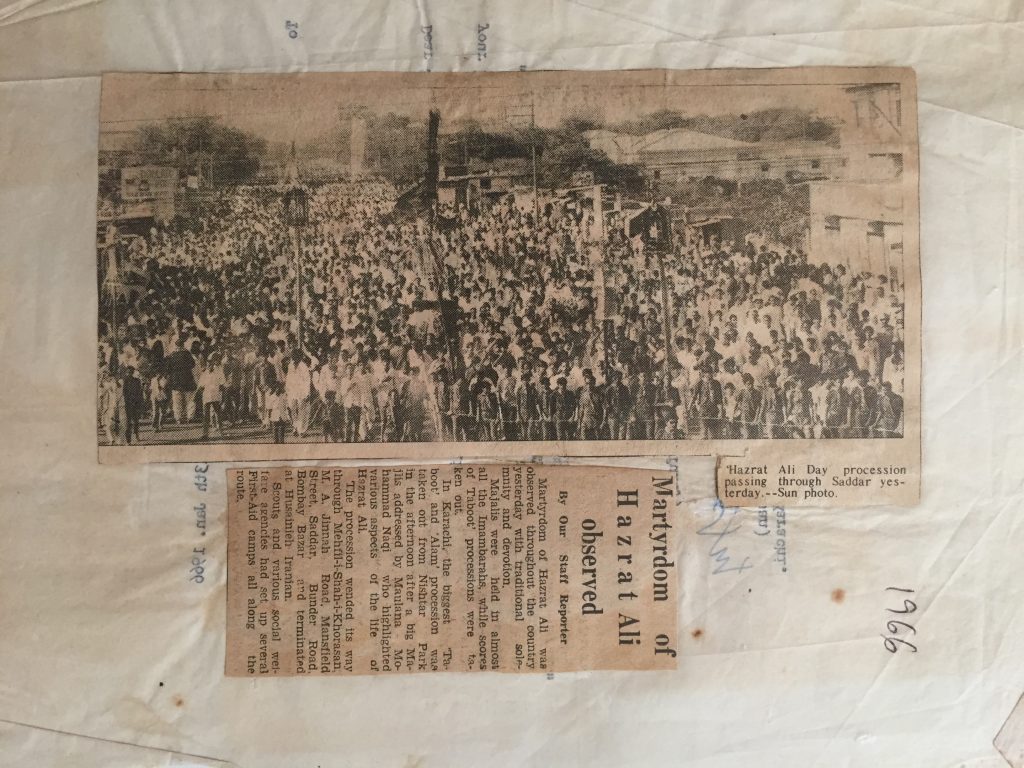 'Hazrat Ali Day procession
passing through Saddar yes-
terday.--Sun photo.
Martyrdom of
Hazrat Ali
observed
By Our Staff Reporter
Martyrdom of Hazrat Ali was
observed throughout the country
yesterday with traditional sole-
mnity and devotion.
Majalis were held in almost
all the Imambarahs, while scores
of Taboot' processions were ta-
ken out.
In Karachi, the biggest 'Ta-
boot' and 'Alam' procession was
taken out from Nishtar Park
in the afternoon after a big Ma-
jlis addressed by Maulana Mo-
hammad Naqi who highlighted
various aspects of the life of
Hazrat Ali.
The procession wended its way
through Mehfil-i-Shah-i-Khorasan,
M. A. Jinnah Road, Mansfield
Street, Saddar, Bunder Road,
Bombay Bazar and terminated
at Husainieh Iranian.
Scouts and various social wel-
fare agencies had set up several
First-Aid camps all along the
route.
1966